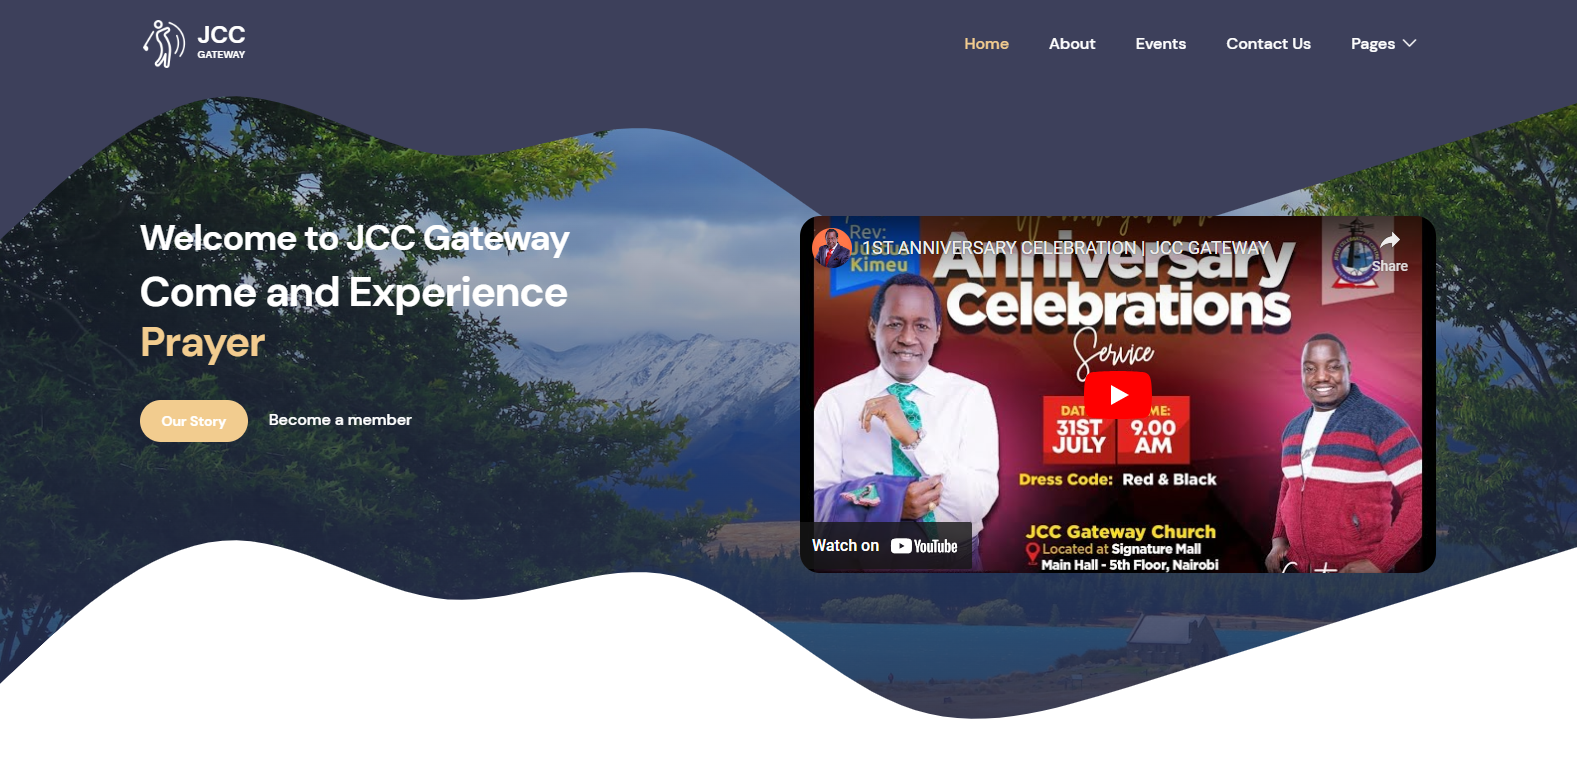 JCC
GATEWAY
Home
About
Events
Contact Us
Pages
Welcome to JCC Gateway
Come and Experience
Prayer
Our Story
Become a member
1ST ANNIVERSARY CELEBRATION | JCC GATEWAY
Share
Rev:
Kimeu
Anniversary
Celebrations
Service
31ST
JULY
9.00
AM
Dress Code: Red & Black
JCC Gateway Church
Located at Signature Mall
Main Hall - 5th Floor, Nairobi
Watch on YouTube